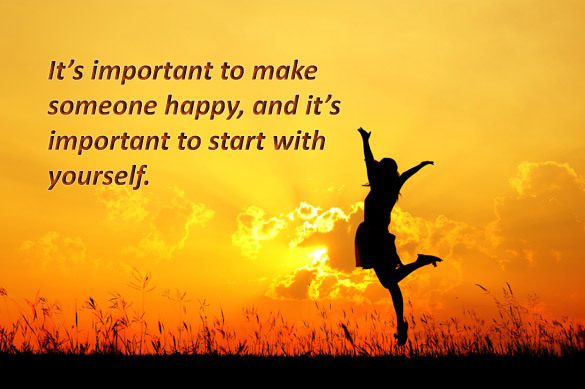 It’s important to make
someone happy, and it’s
important to start with
yourself.